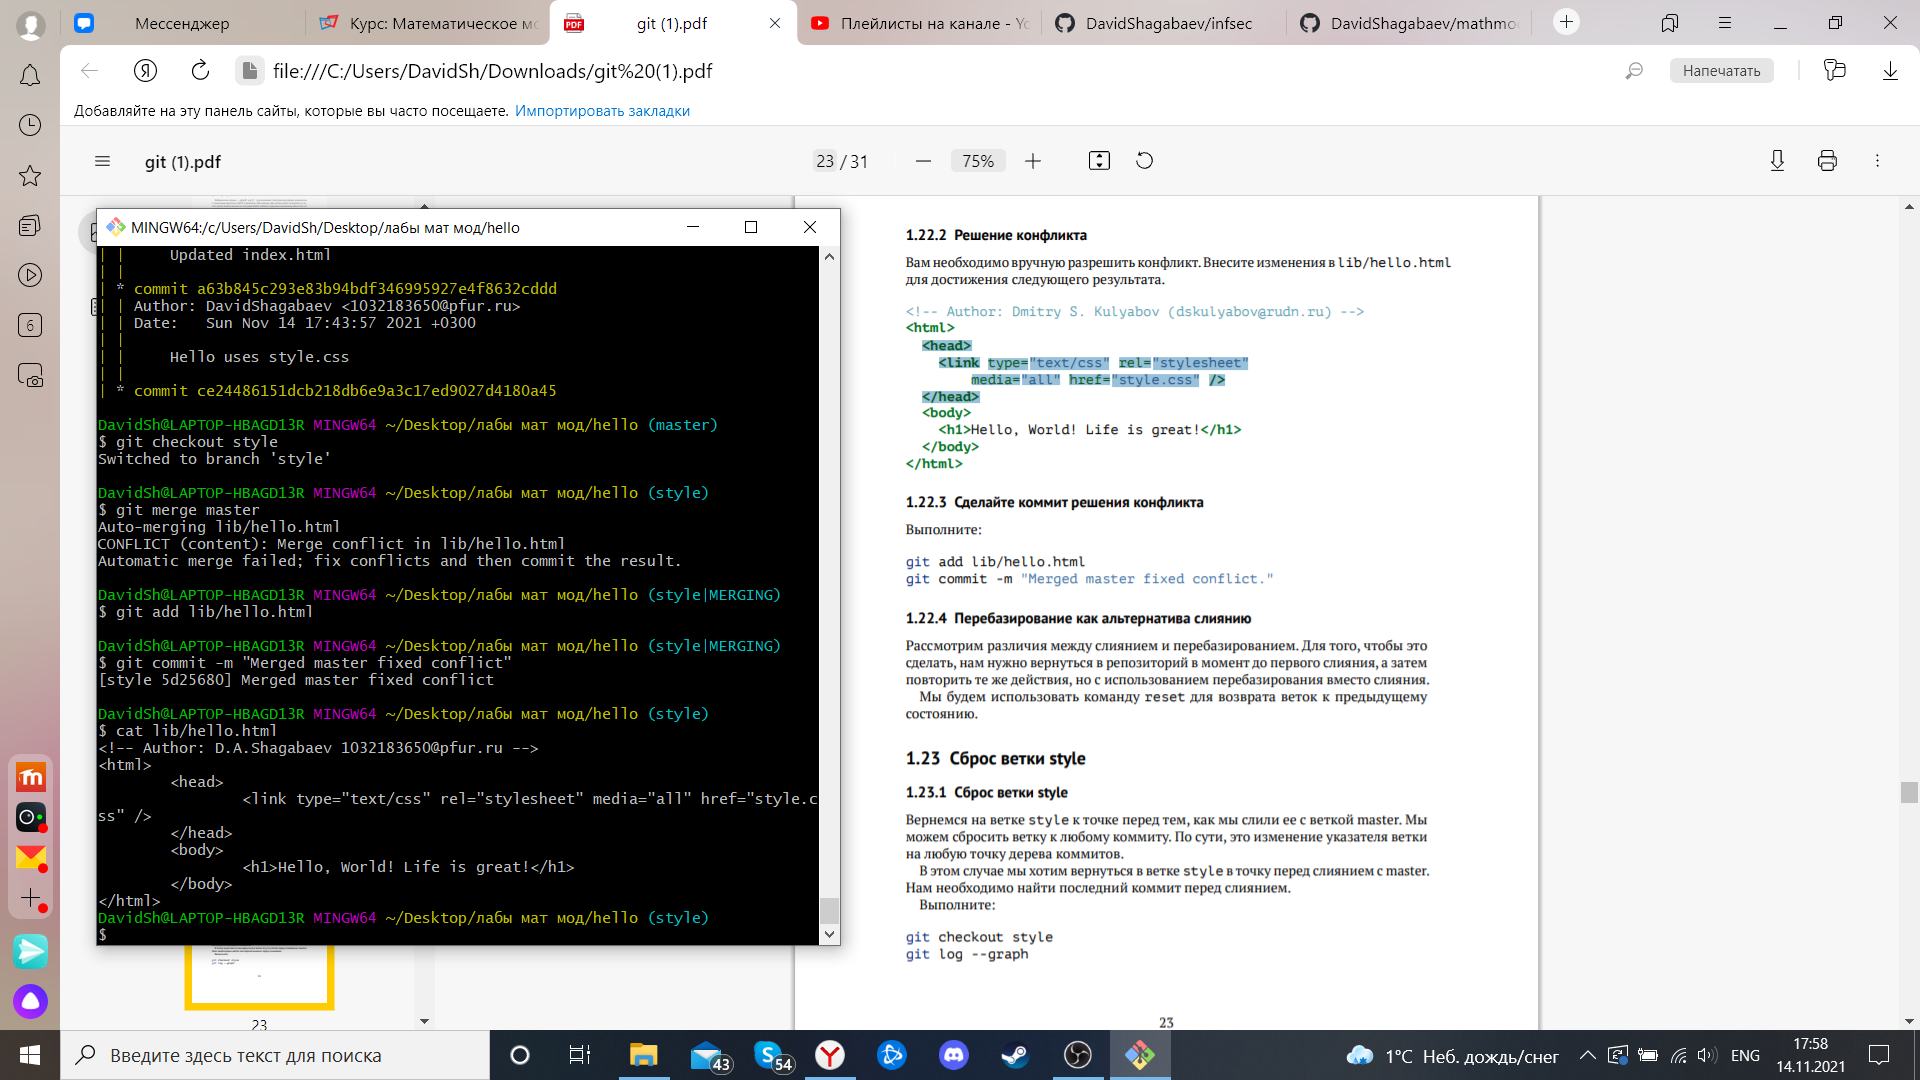 Мессенджер
Курс: Математическое мо
git (1).pdf
Плейлисты на канале - Yo
DavidShagabaev/infsec
DavidShagabaev/mathmo
file:///C:/Users/DavidSh/Downloads/git%20(1).pdf
Напечатать
Добавляйте на эту панель сайты, которые вы часто посещаете. Импортировать закладки
git (1).pdf
23 / 31
75%
MINGW64:/c/Users/DavidSh/Desktop/лабы мат мод/hello
| |     Updated index.html
| |
| * commit a63b845c293e83b94bdf346995927e4f8632cddd
| | Author: DavidShagabaev <1032183650@pfur.ru>
| | Date:   Sun Nov 14 17:43:57 2021 +0300
| |
| |     Hello uses style.css
| |
| * commit ce24486151dcb218db6e9a3c17ed9027d4180a45
DavidSh@LAPTOP-HBAGD13R MINGW64 ~/Desktop/лабы мат мод/hello (master)
$ git checkout style
Switched to branch 'style'
DavidSh@LAPTOP-HBAGD13R MINGW64 ~/Desktop/лабы мат мод/hello (style)
$ git merge master
Auto-merging lib/hello.html
CONFLICT (content): Merge conflict in lib/hello.html
Automatic merge failed; fix conflicts and then commit the result.
DavidSh@LAPTOP-HBAGD13R MINGW64 ~/Desktop/лабы мат мод/hello (style|MERGING)
$ git add lib/hello.html
DavidSh@LAPTOP-HBAGD13R MINGW64 ~/Desktop/лабы мат мод/hello (style|MERGING)
$ git commit -m "Merged master fixed conflict"
[style 5d25680] Merged master fixed conflict
DavidSh@LAPTOP-HBAGD13R MINGW64 ~/Desktop/лабы мат мод/hello (style)
$ cat lib/hello.html
<!-- Author: D.A.Shagabaev 1032183650@pfur.ru -->
<html>
<head>
<link type="text/css" rel="stylesheet" media="all" href="style.c
ss" />
</head>
<body>
<h1>Hello, World! Life is great!</h1>
</body>
</html>
DavidSh@LAPTOP-HBAGD13R MINGW64 ~/Desktop/лабы мат мод/hello (style)
$
23
1.22.2 Решение конфликта
Вам необходимо вручную разрешить конфликт. Внесите изменения в lib/hello.html
для достижения следующего результата.
<!-- Author: Dmitry S. Kulyabov (dskulyabov@rudn.ru) -->
<html>
<head>
<link type="text/css" rel="stylesheet"
media="all" href="style.css" />
</head>
<body>
<h1>Hello, World! Life is great!</h1>
</body>
</html>
1.22.3 Сделайте коммит решения конфликта
Выполните:
git add lib/hello.html
git commit -m "Merged master fixed conflict."
1.22.4 Перебазирование как альтернатива слиянию
Рассмотрим различия между слиянием и перебазированием. Для того, чтобы это
сделать, нам нужно вернуться в репозиторий в момент до первого слияния, а затем
повторить те же действия, но с использованием перебазирования вместо слияния.
Мы будем использовать команду reset для возврата веток к предыдущему
состоянию.
1.23 Сброс ветки style
1.23.1 Сброс ветки style
Вернемся на ветке style к точке перед тем, как мы слили ее с веткой master. Мы
можем сбросить ветку к любому коммиту. По сути, это изменение указателя ветки
на любую точку дерева коммитов.
В этом случае мы хотим вернуться в ветке style в точку перед слиянием с master.
Нам необходимо найти последний коммит перед слиянием.
Выполните:
git checkout style
git log --graph
23
6
Введите здесь текст для поиска
43
54
1°C Неб. дождь/снег
ENG
17:58
14.11.2021